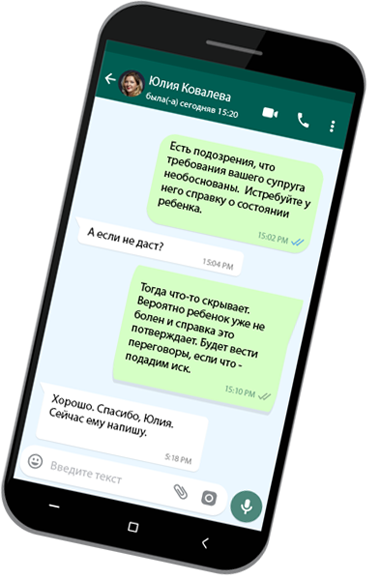 Юлия Ковалева
была(-а) сегоднв 15:20
Есть подозрения, что
требования вашего супруга
необоснованы. Истребуйте у
него справку о состоянии
ребенка.
15:02 PM
А если не даст?
15:04 PM
Тогда что-то скрывает.
Вероятно ребенок уже не
болен и справка это
потверждает. Будет вести
переговоры, если что -
подадим иск.
15:10 PM
Хорошо. Спасибо, Юлия.
Сейчас ему напишу.
5:18 PM
Введите текст